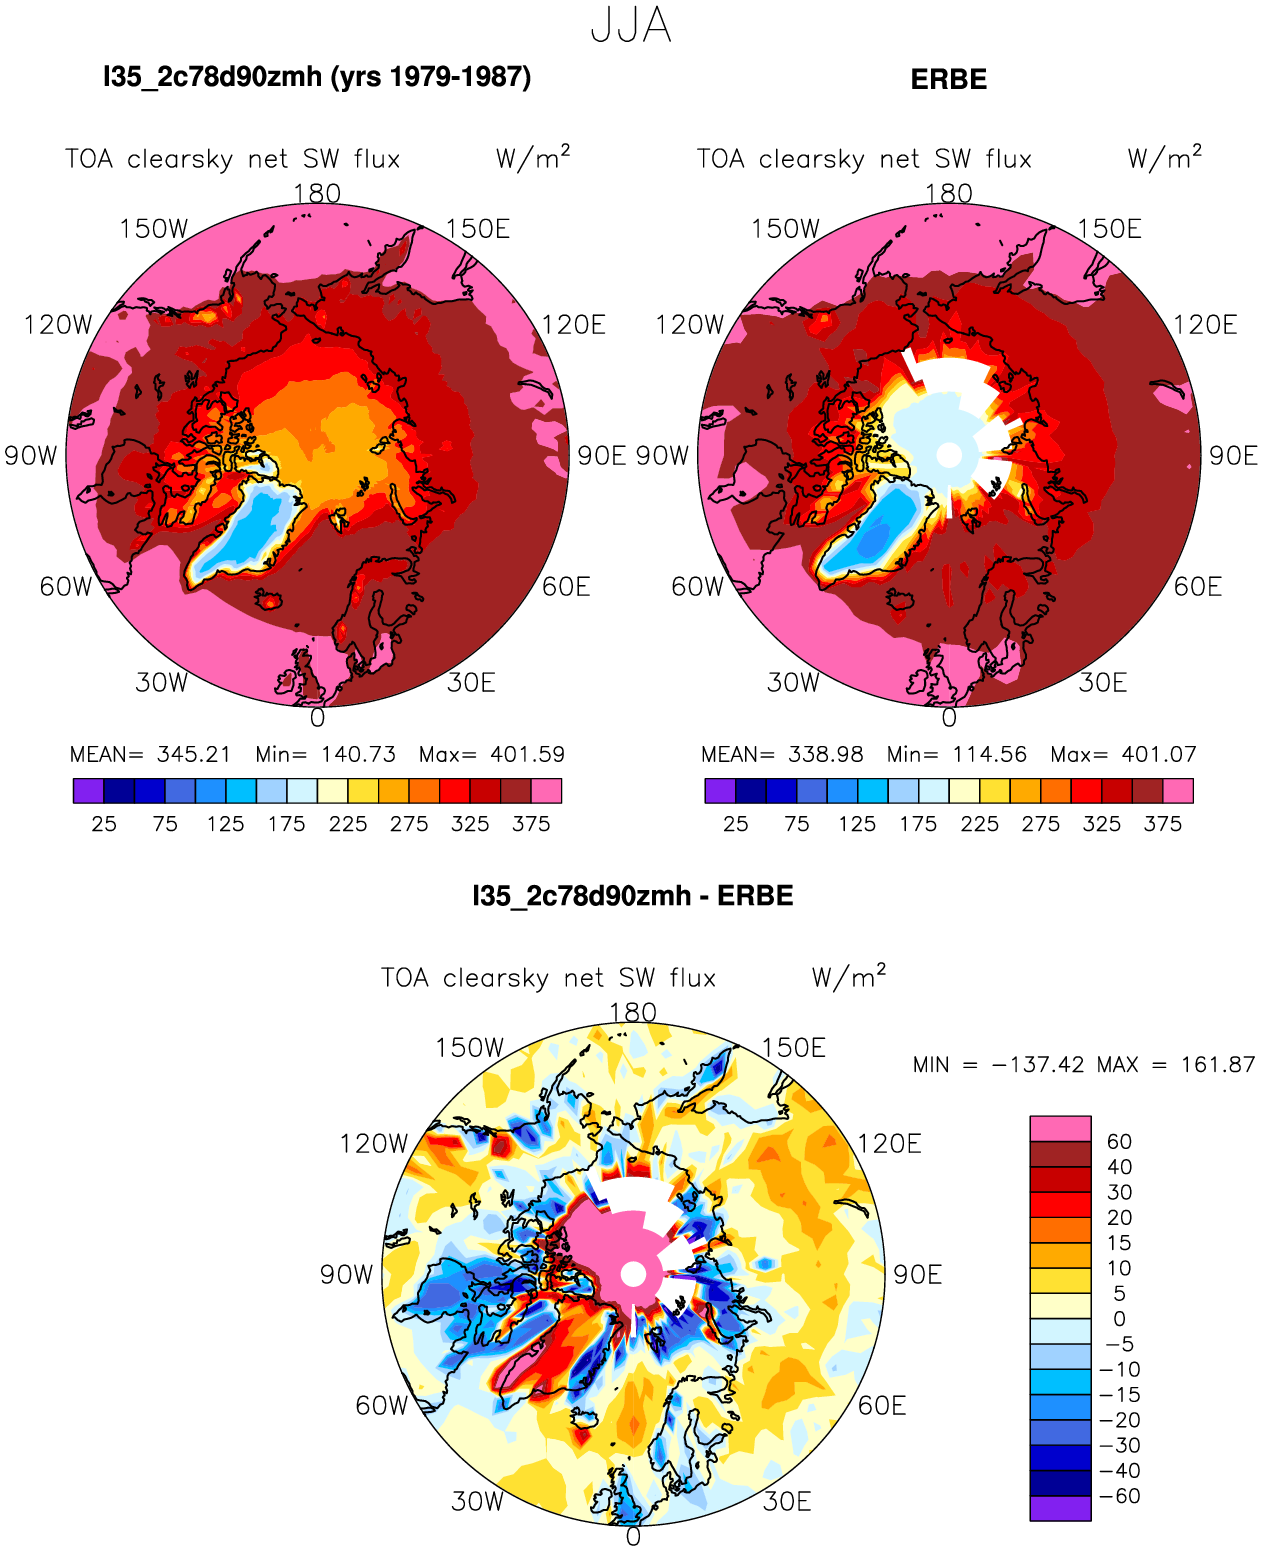 JJA
l35_2c78d90zmh (yrs 1979-1987)
ERBE
TOA clearsky net SW flux W/m²
180
150W 150E
120W 120E
90W 90E
60W 60E
30W 30E
0
MEAN= 345.21 Min= 140.73 Max= 401.59
25 75 125 175 225 275 325 375
TOA clearsky net SW flux W/m²
180
150W 150E
120W 120E
90W 90E
60W 60E
30W 30E
0
MEAN= 338.98 Min= 114.56 Max= 401.07
25 75 125 175 225 275 325 375
l35_2c78d90zmh - ERBE
TOA clearsky net SW flux W/m²
180
150W 150E
120W 120E
90W 90E
60W 60E
30W 30E
0
MIN = −137.42 MAX = 161.87
60
40
30
20
15
10
5
0
−5
−10
−15
−20
−30
−40
−60